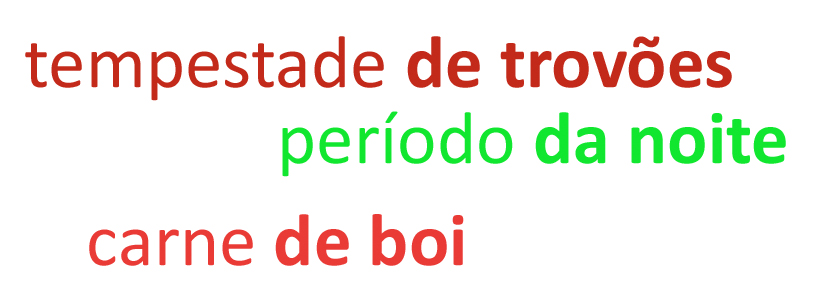 tempestade de trovões
período da noite
carne de boi